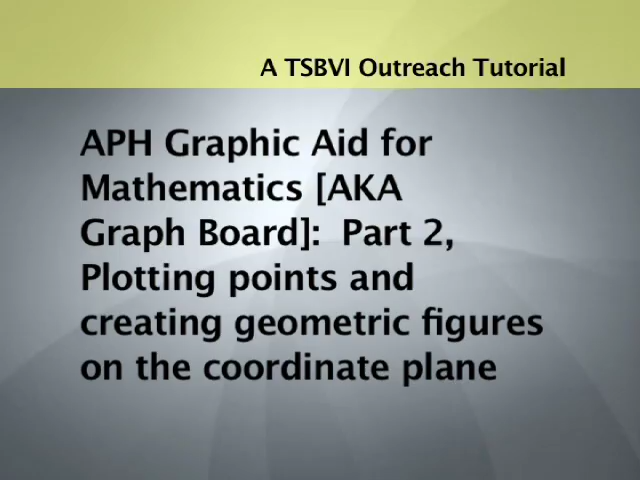 A TSBVI Outreach Tutorial
APH Graphic Aid for
Mathematics [AKA
Graph Board]:  Part 2,
Plotting points and
creating geometric figures
on the coordinate plane